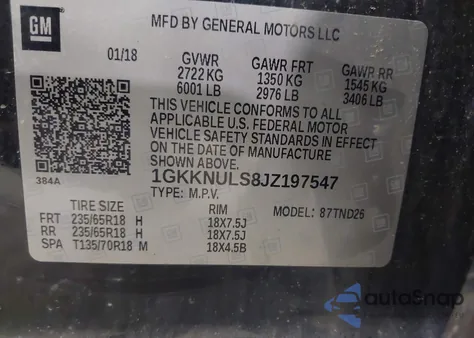 GM
MFD BY GENERAL MOTORS LLC
01/18 GVWR GAWR FRT GAWR RR
2722 KG 1350 KG 1545 KG
6001 LB 2976 LB 3406 LB
THIS VEHICLE CONFORMS TO ALL
APPLICABLE U.S. FEDERAL MOTOR
VEHICLE SAFETY STANDARDS IN EFFECT
ON THE DATE OF MANUFACTURE
SHOWN ABOVE.
384A
1GKKNULS8JZ197547
TYPE: M.P.V.
TIRE SIZE RIM MODEL: 87TND26
FRT 235/65R18 H 18X7.5J
RR 235/65R18 H 18X7.5J
SPA T135/70R18 M 18X4.5B
autoSnap